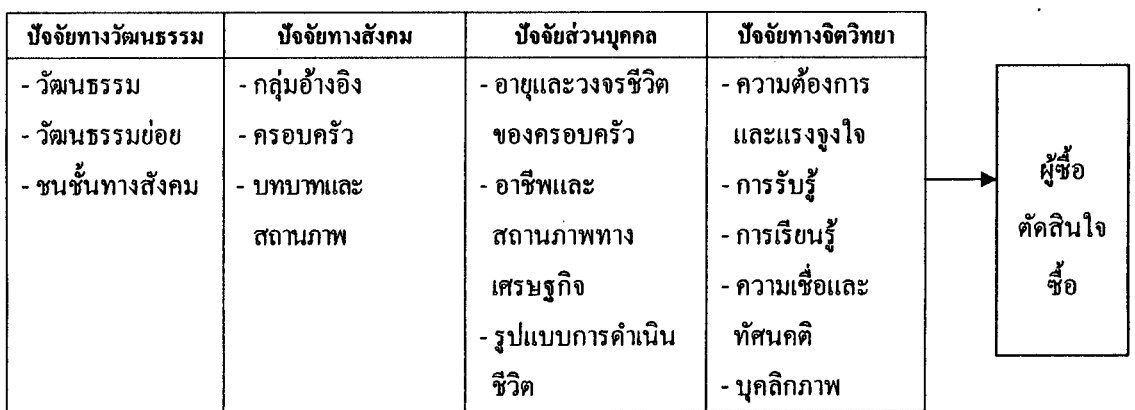 ปัจจัยทางวัฒนธรรม
- วัฒนธรรม
- วัฒนธรรมย่อย
- ชนชั้นทางสังคม
ปัจจัยทางสังคม
- กลุ่มอ้างอิง
- ครอบครัว
- บทบาทและ
สถานภาพ
ปัจจัยส่วนบุคคล
- อายุและวงจรชีวิต
ของครอบครัว
- อาชีพและ
สถานภาพทาง
เศรษฐกิจ
- รูปแบบการดำเนิน
ชีวิต
ปัจจัยทางจิตวิทยา
- ความต้องการ
และแรงจูงใจ
- การรับรู้
- การเรียนรู้
- ความเชื่อและ
ทัศนคติ
- บุคลิกภาพ
ผู้ซื้อ
ตัดสินใจ
ซื้อ